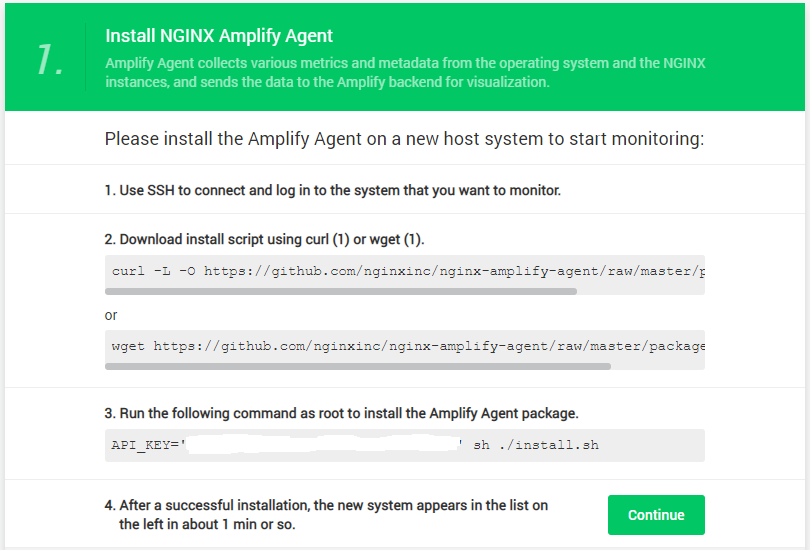 1.
Install NGINX Amplify Agent
Amplify Agent collects various metrics and metadata from the operating system and the NGINX
instances, and sends the data to the Amplify backend for visualization.
Please install the Amplify Agent on a new host system to start monitoring:
1. Use SSH to connect and log in to the system that you want to monitor.
2. Download install script using curl (1) or wget (1).
curl -L -O https://github.com/nginxinc/nginx-amplify-agent/raw/master/p
or
wget https://github.com/nginxinc/nginx-amplify-agent/raw/master/package
3. Run the following command as root to install the Amplify Agent package.
API_KEY=' ' sh ./install.sh
4. After a successful installation, the new system appears in the list on
the left in about 1 min or so.
Continue